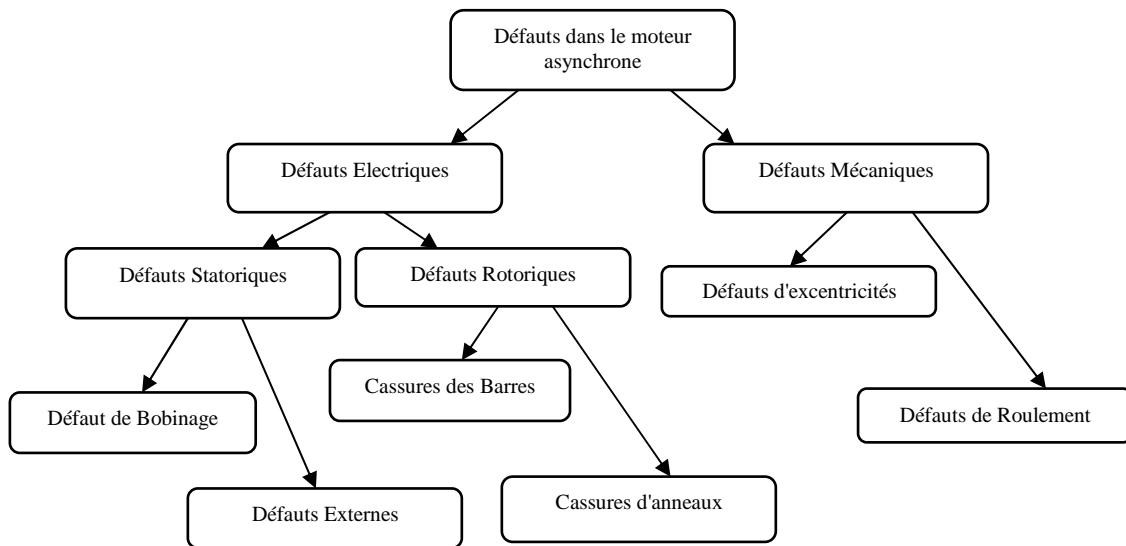 Défauts dans le moteur
asynchrone
Défauts Electriques
Défauts Mécaniques
Défauts Statoriques
Défauts Rotoriques
Défauts d'excentricités
Cassures des Barres
Défaut de Bobinage
Défauts de Roulement
Défauts Externes
Cassures d'anneaux